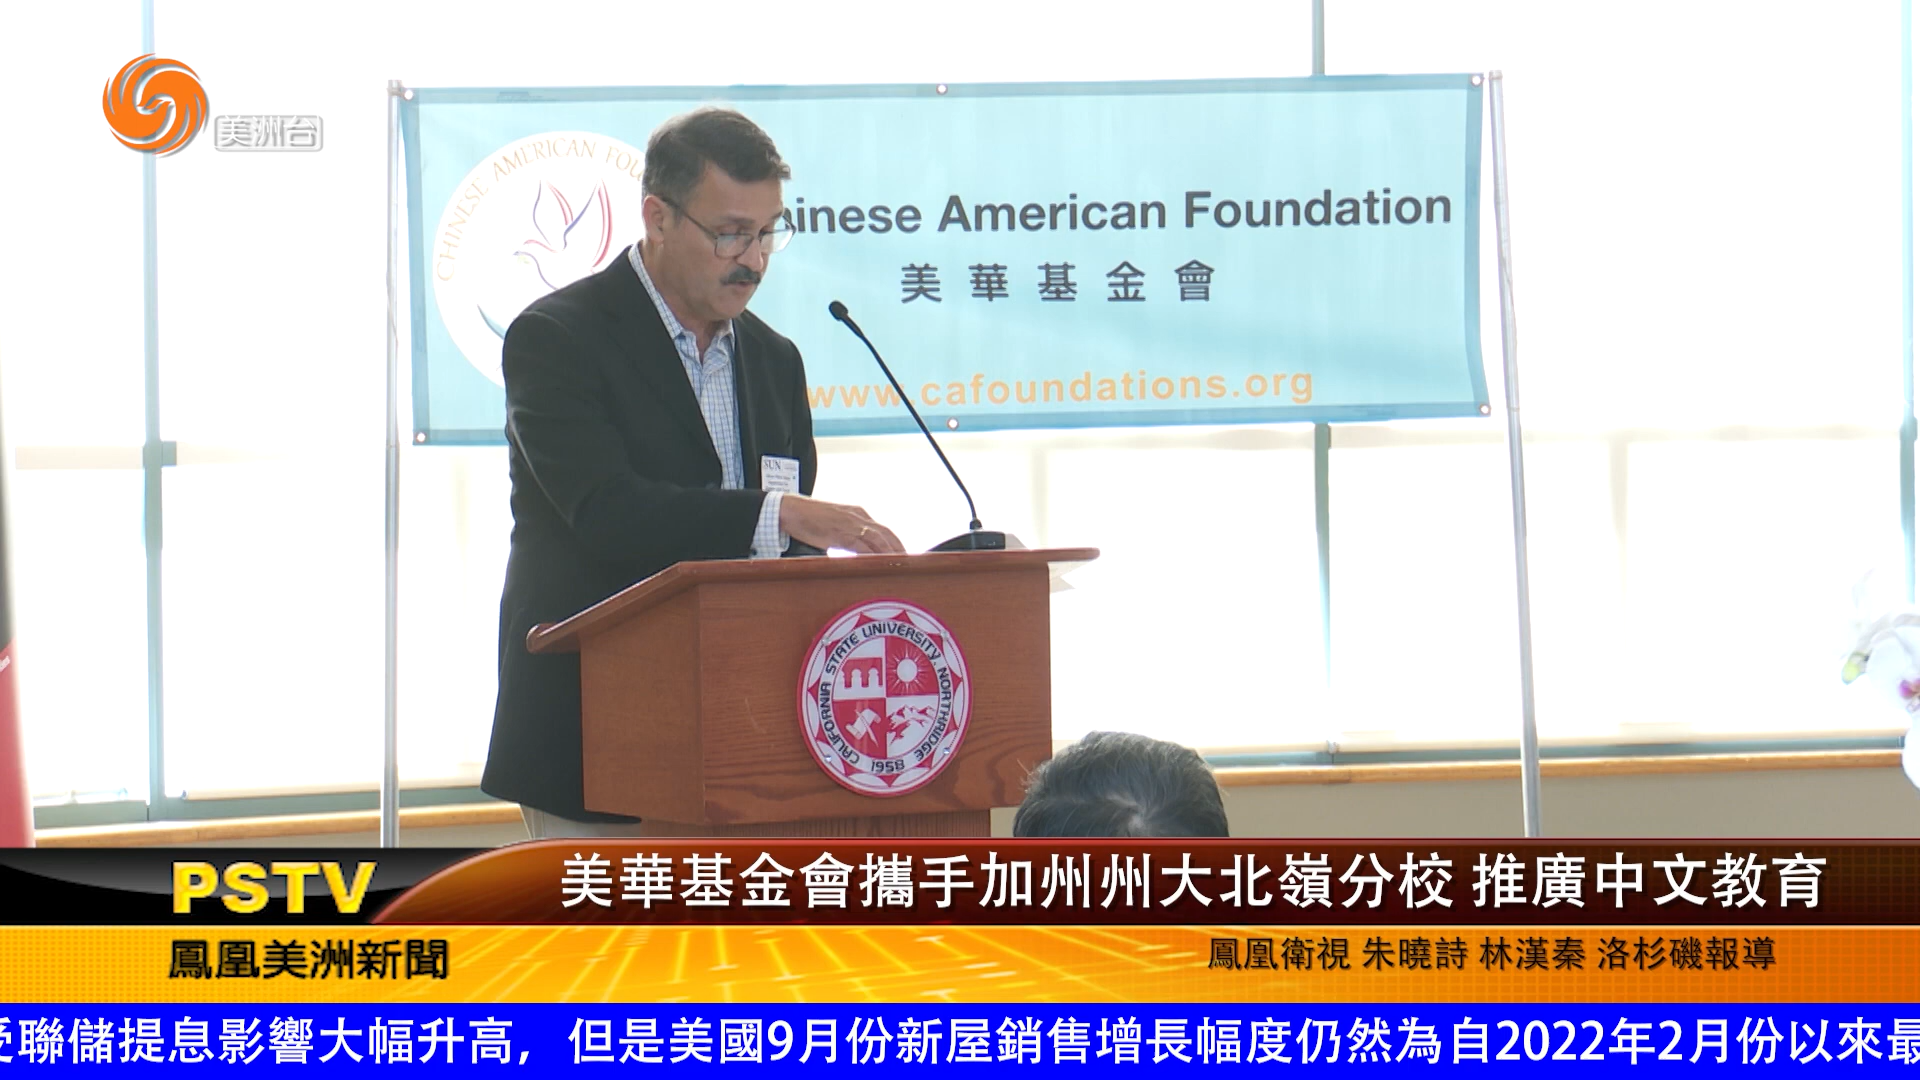 美洲台
CHINESE AMERICAN FOU
hinese American Foundation
美華基金會
www.cafoundations.org
SUN
CALIFORNIA STATE UNIVERSITY, NORTHRIDGE
1958
PSTV
美華基金會攜手加州州大北嶺分校 推廣中文教育
鳳凰美洲新聞
鳳凰衛視 朱曉詩 林漢秦 洛杉磯報導
受聯儲提息影響大幅升高，但是美國9月份新屋銷售增長幅度仍然為自2022年2月份以來最